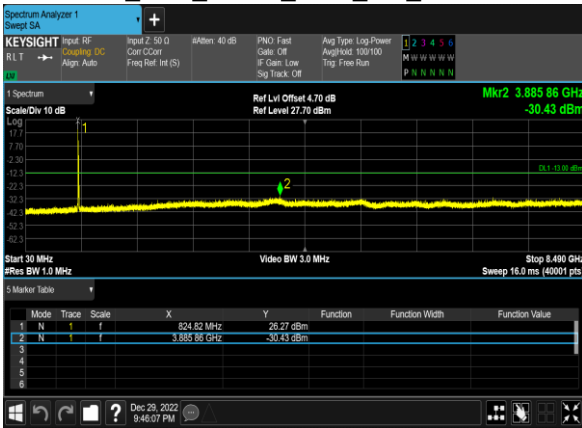 Spectrum Analyzer 1
Swept SA
+
KEYSIGHT Input: RF Input Z: 50 Ω #Atten: 40 dB PNO: Fast Avg Type: Log-Power 1 2 3 4 5 6
RLT Coupling: DC Corr CCorr Gate: Off Avg|Hold: 100/100 M W W W W W
Align: Auto Freq Ref: Int (S) IF Gain: Low Trig: Free Run
LU Sig Track: Off P N N N N N
1 Spectrum Ref Lvl Offset 4.70 dB Mkr2 3.885 86 GHz
Scale/Div 10 dB Ref Level 27.70 dBm -30.43 dBm
Log
17.7
7.70
-2.30
-12.3 DL1 -13.00 dBm
-22.3
-32.3
-42.3
-52.3
-62.3
1
2
Start 30 MHz Video BW 3.0 MHz Stop 8.490 GHz
#Res BW 1.0 MHz Sweep 16.0 ms (40001 pts
5 Marker Table
Mode Trace Scale X Y Function Function Width Function Value
1 N 1 f 824.82 MHz 26.27 dBm
2 N 1 f 3.885 86 GHz -30.43 dBm
3
4
5
6
? Dec 29, 2022
9:46:07 PM